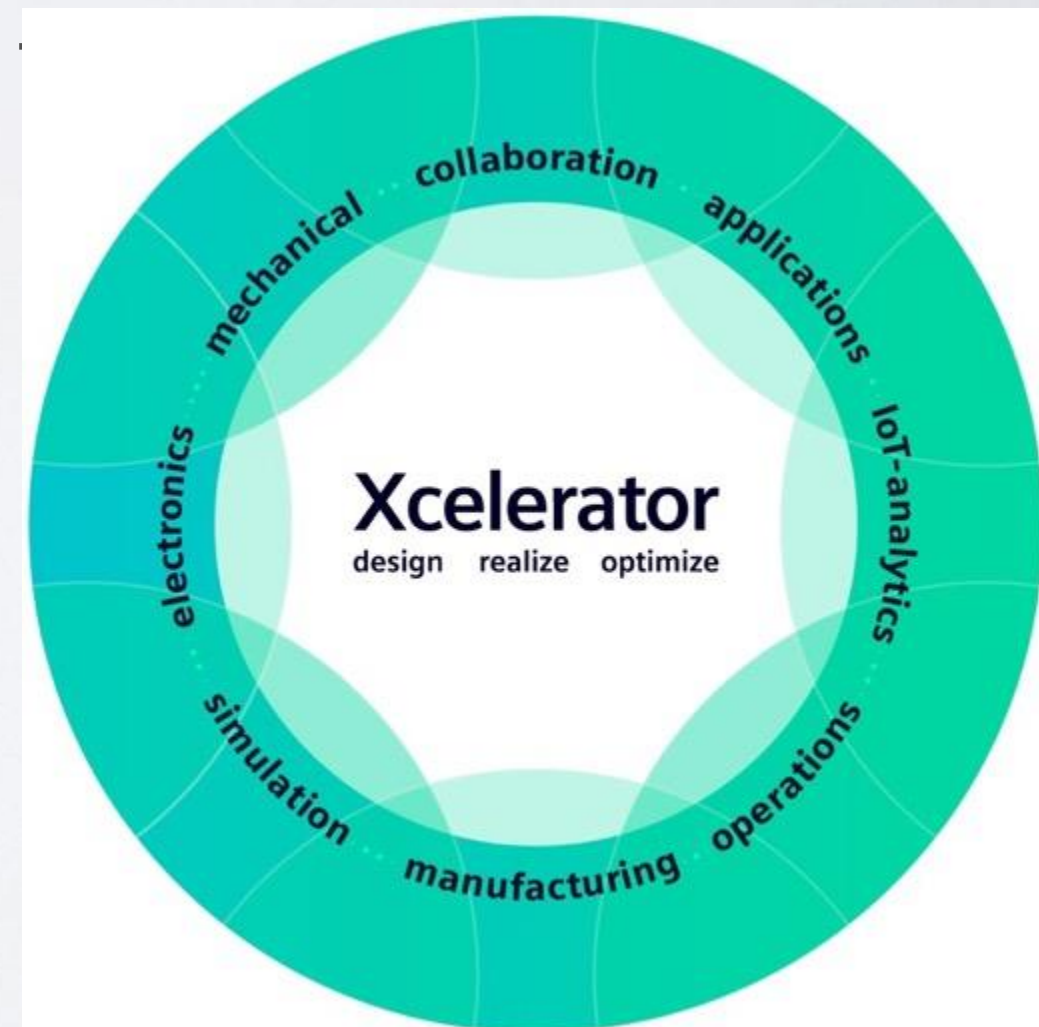 collaboration
applications
IoT-analytics
operations
manufacturing
simulation
electronics
mechanical
Xcelerator
design realize optimize